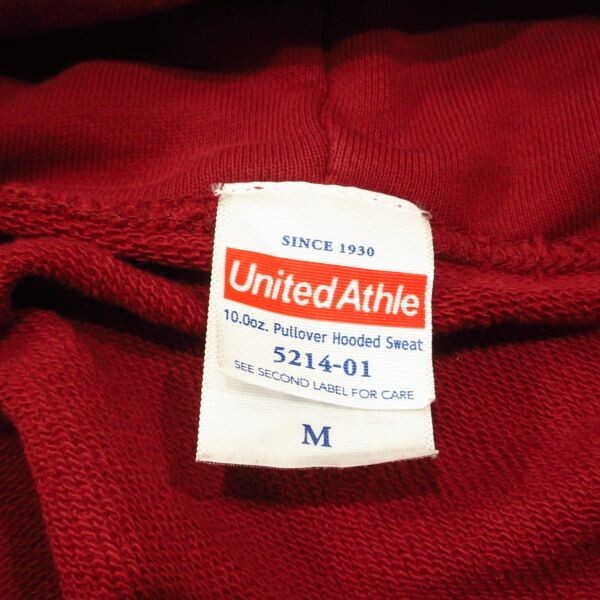 SINCE 1930
United Athle
10.0oz. Pullover Hooded Sweat
5214-01
SEE SECOND LABEL FOR CARE
M